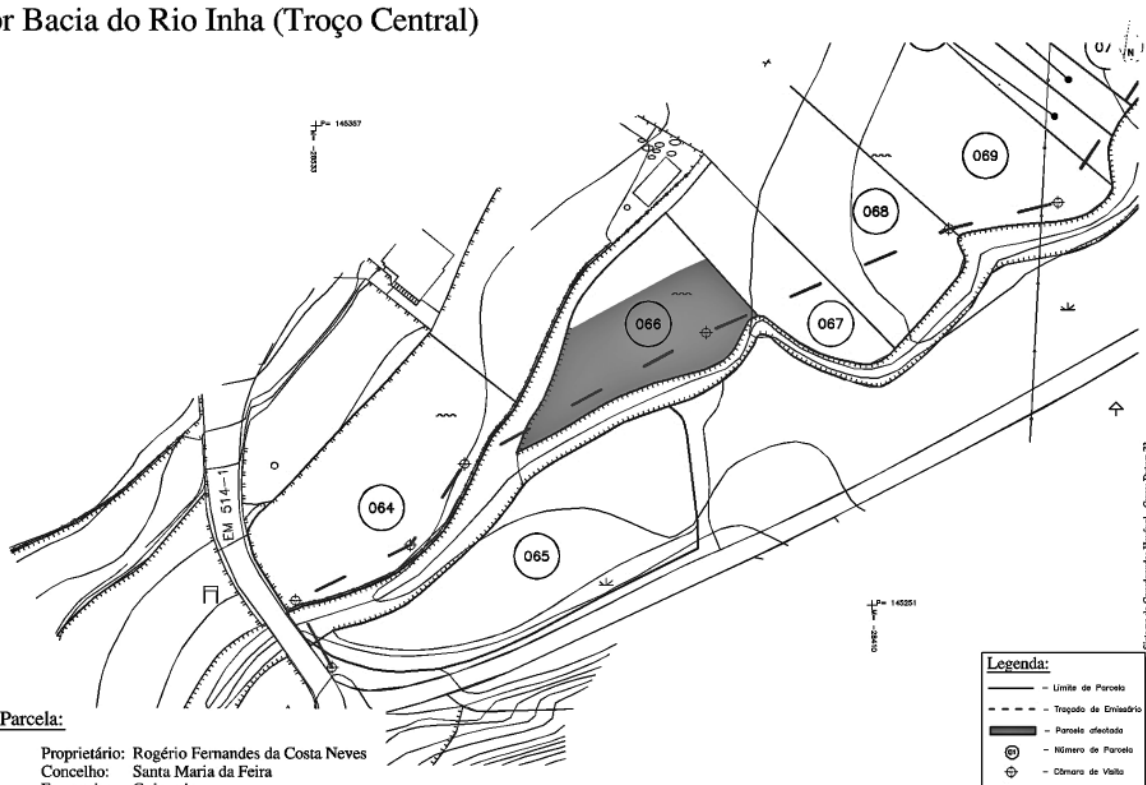 or Bacia do Rio Inha (Troço Central)
N
P= 145357
069
068
066
067
064
065
EM 514-1
P= 145251
Legenda:
- Limite de Parcela
- Traçado de Emissário
- Parcela afectada
- Número de Parcela
- Câmara de Visita
Parcela:
Proprietário: Rogério Fernandes da Costa Neves
Concelho: Santa Maria da Feira